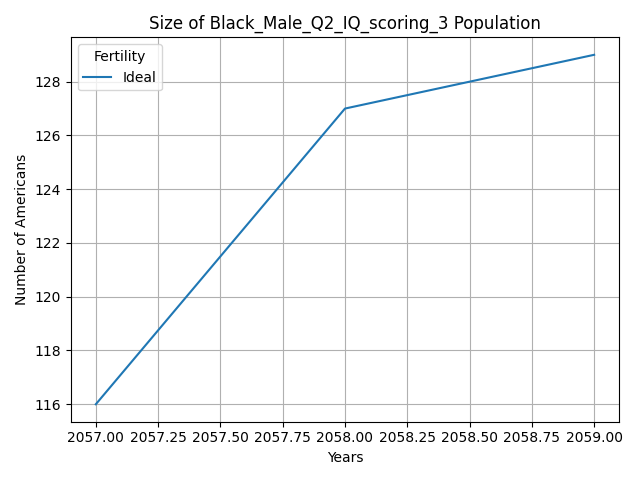 Size of Black_Male_Q2_IQ_scoring_3 Population
Fertility
Ideal
Number of Americans
128
126
124
122
120
118
116
2057.00 2057.25 2057.50 2057.75 2058.00 2058.25 2058.50 2058.75 2059.00
Years